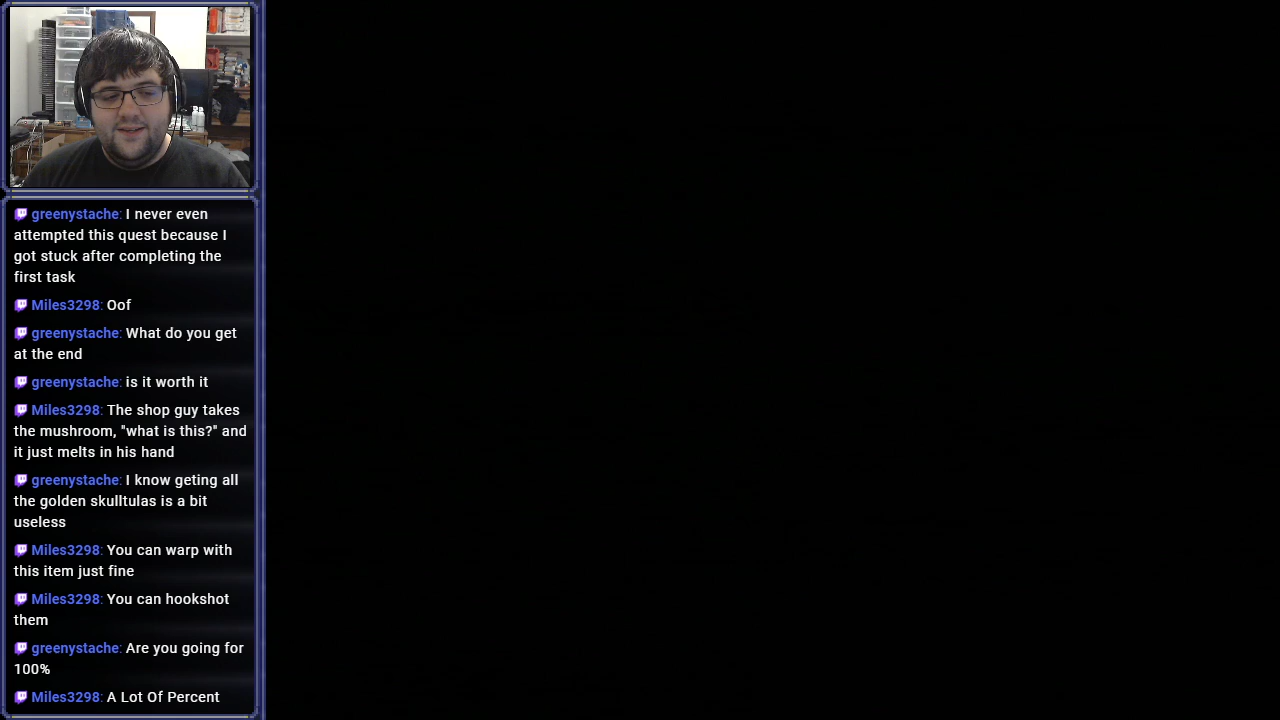 greenystache: I never even
attempted this quest because I
got stuck after completing the
first task
Miles3298: Oof
greenystache: What do you get
at the end
greenystache: is it worth it
Miles3298: The shop guy takes
the mushroom, "what is this?" and
it just melts in his hand
greenystache: I know geting all
the golden skulltulas is a bit
useless
Miles3298: You can warp with
this item just fine
Miles3298: You can hookshot
them
greenystache: Are you going for
100%
Miles3298: A Lot Of Percent